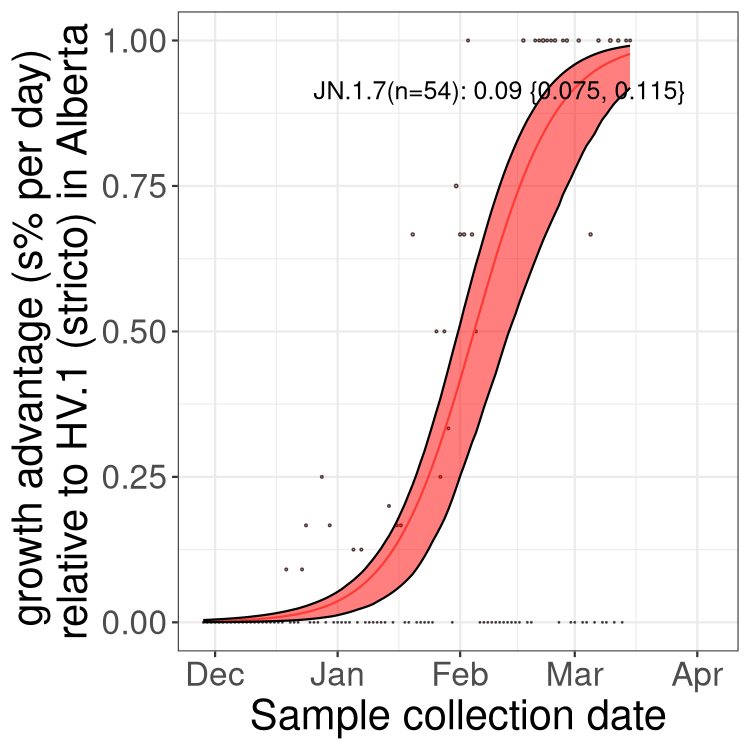 growth advantage (s% per day)
relative to HV.1 (stricto) in Alberta
1.00
0.75
0.50
0.25
0.00
JN.1.7(n=54): 0.09 {0.075, 0.115}
Dec Jan Feb Mar Apr
Sample collection date